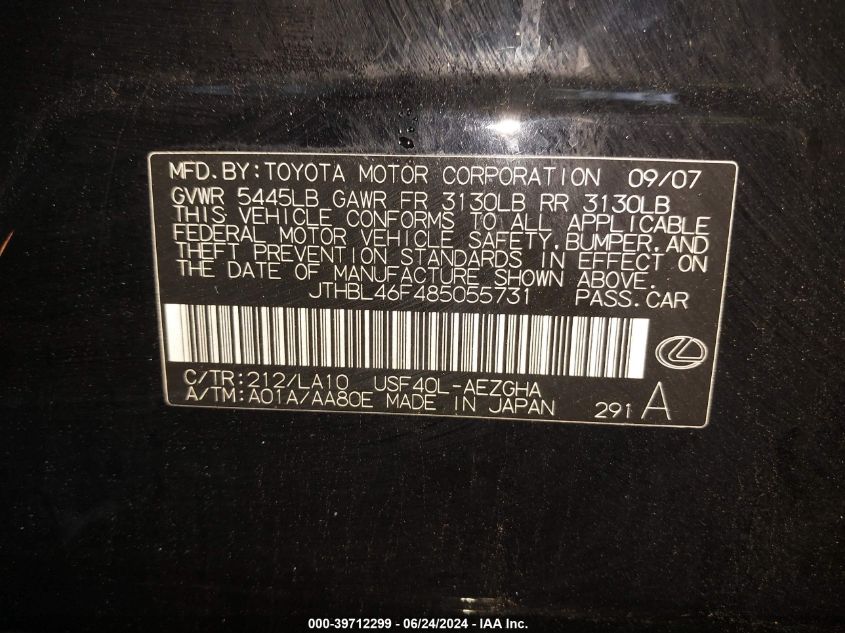 MFD.BY:TOYOTA MOTOR CORPORATION 09/07
GVWR 5445LB GAWR FR 3130LB RR 3130LB
THIS VEHICLE CONFORMS TO ALL APPLICABLE
FEDERAL MOTOR VEHICLE SAFETY,BUMPER,AND
THEFT PREVENTION STANDARDS IN EFFECT ON
THE DATE OF MANUFACTURE SHOWN ABOVE.
JTHBL46F485055731 PASS.CAR
C/TR:212/LA10 USF40L-AEZGHA
A/TM:A01A/AA80E MADE IN JAPAN 291 A
000-39712299 - 06/24/2024 - IAA Inc.